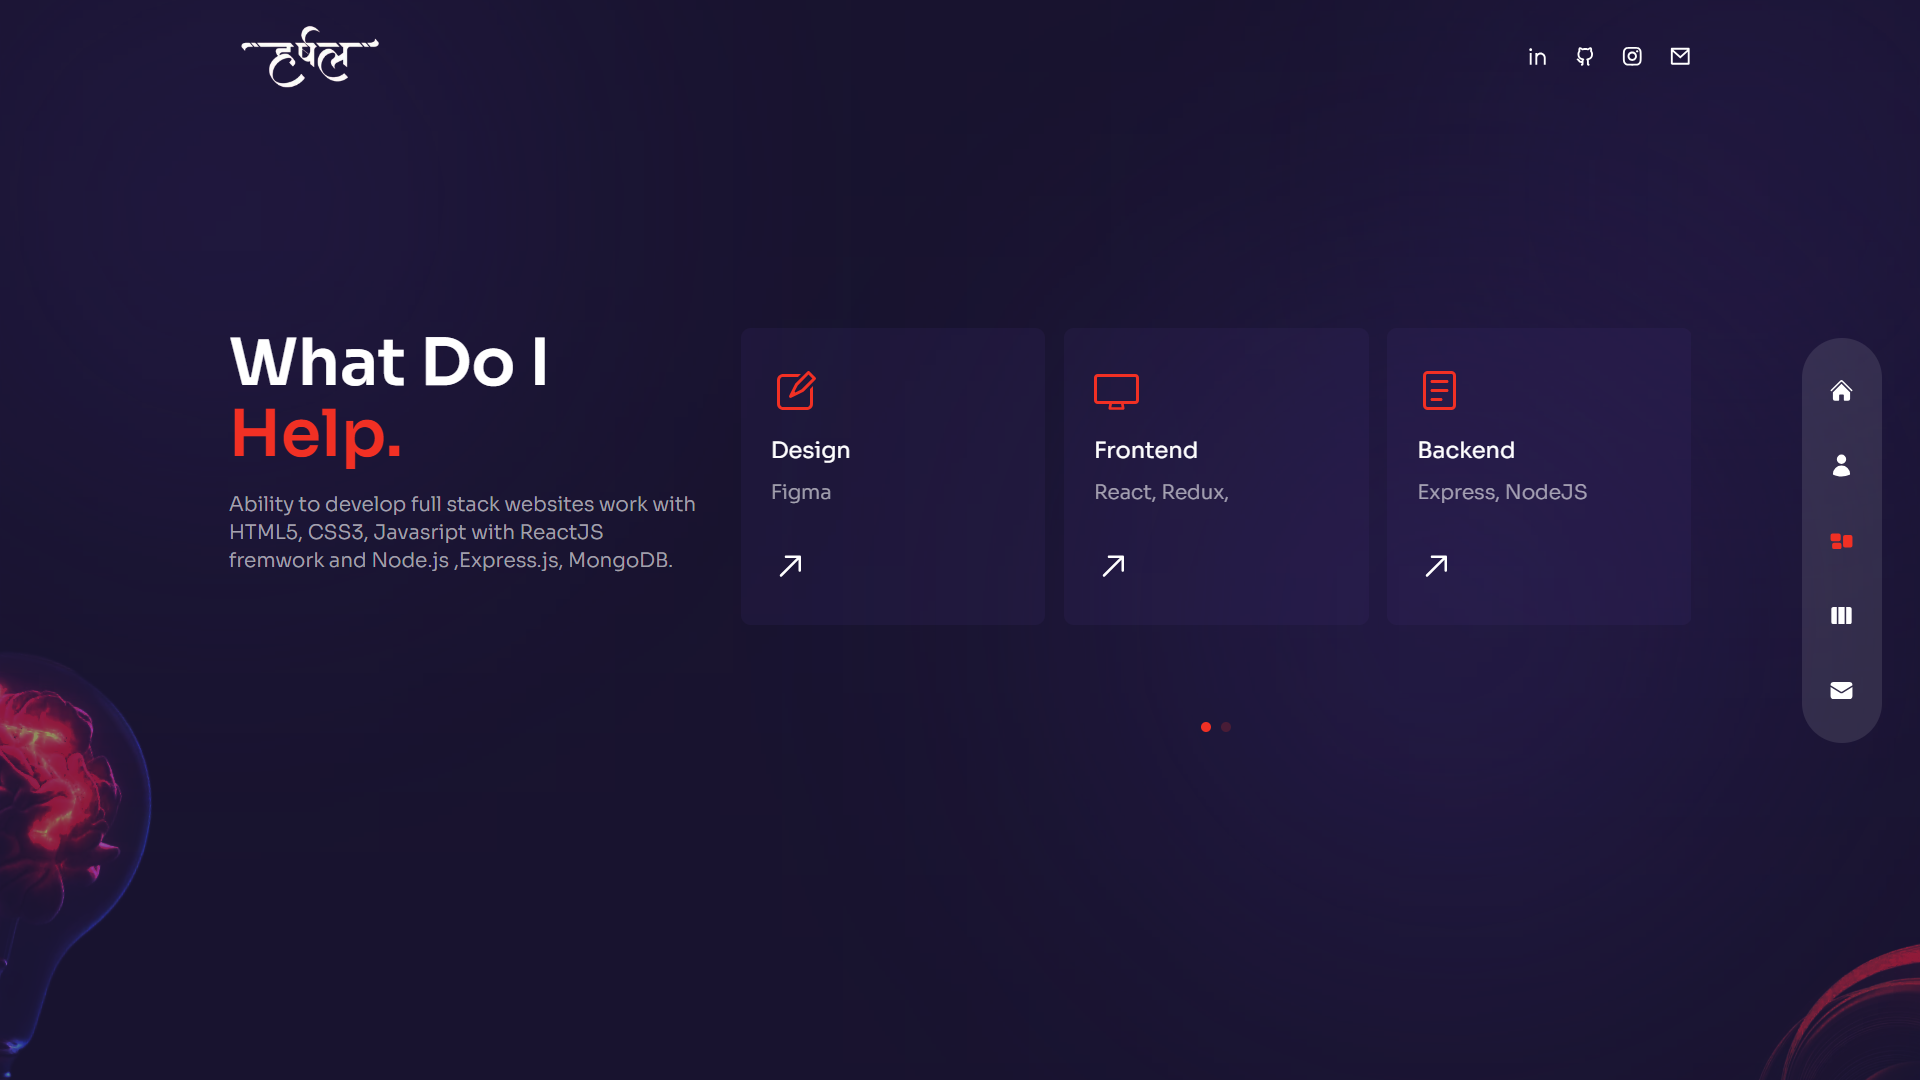 हर्षल
What Do I
Help.
Ability to develop full stack websites work with
HTML5, CSS3, Javasript with ReactJS
fremwork and Node.js ,Express.js, MongoDB.
Design
Figma
Frontend
React, Redux,
Backend
Express, NodeJS